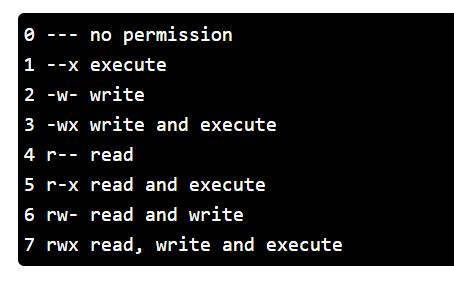 0 --- no permission
1 --x execute
2 -w- write
3 -wx write and execute
4 r-- read
5 r-x read and execute
6 rw- read and write
7 rwx read, write and execute